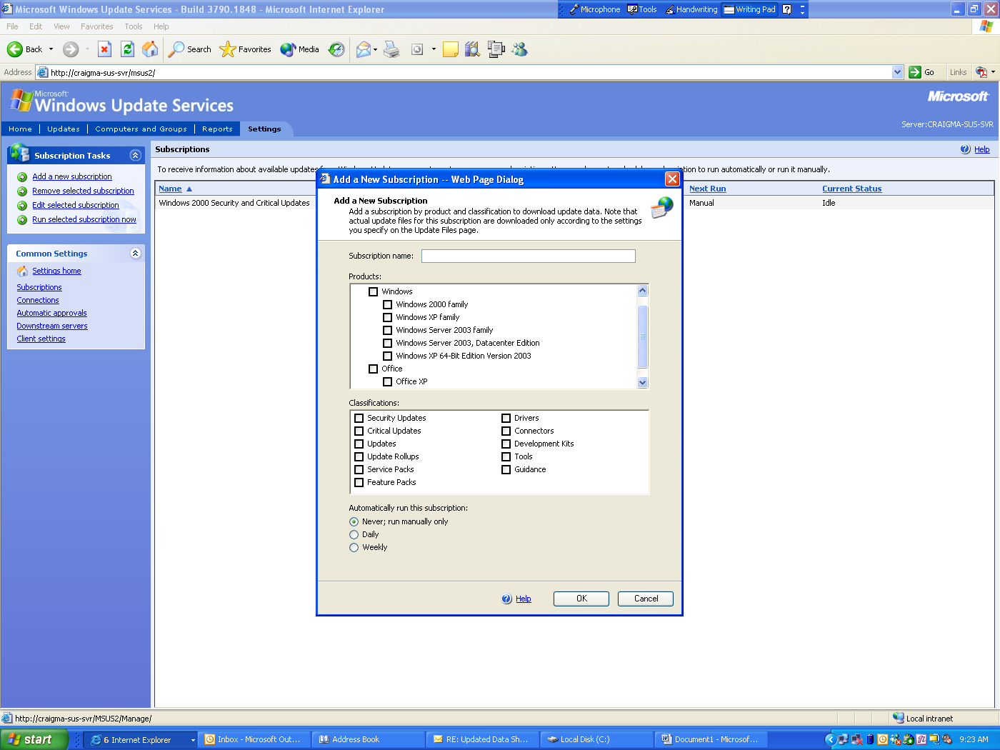 Microsoft Windows Update Services - Build 3790.1848 - Microsoft Internet Explorer
Microphone Tools Handwriting Writing Pad
File Edit View Favorites Tools Help
Back Search Favorites Media
Address http://craigma-sus-svr/msus2/ Go Links
Microsoft
Windows Update Services
Microsoft
Server:CRAIGMA-SUS-SVR
Home Updates Computers and Groups Reports Settings
Subscription Tasks
Add a new subscription
Remove selected subscription
Edit selected subscription
Run selected subscription now
Common Settings
Settings home
Subscriptions
Connections
Automatic approvals
Downstream servers
Client settings
Subscriptions
Help
To receive information about available updates
to run automatically or run it manually.
Name Next Run Current Status
Windows 2000 Security and Critical Updates Manual Idle
Add a New Subscription -- Web Page Dialog
Add a New Subscription
Add a subscription by product and classification to download update data. Note that
actual update files for this subscription are downloaded only according to the settings
you specify on the Update Files page.
Subscription name:
Products:
Windows
Windows 2000 family
Windows XP family
Windows Server 2003 family
Windows Server 2003, Datacenter Edition
Windows XP 64-Bit Edition Version 2003
Office
Office XP
Classifications:
Security Updates Drivers
Critical Updates Connectors
Updates Development Kits
Update Rollups Tools
Service Packs Guidance
Feature Packs
Automatically run this subscription:
Never; run manually only
Daily
Weekly
Help OK Cancel
http://craigma-sus-svr/MSUS2/Manage/ Local intranet
start 6 Internet Explorer Inbox - Microsoft Out... Address Book RE: Updated Data Sh... Local Disk (C:) Document1 - Microsof... 9:23 AM